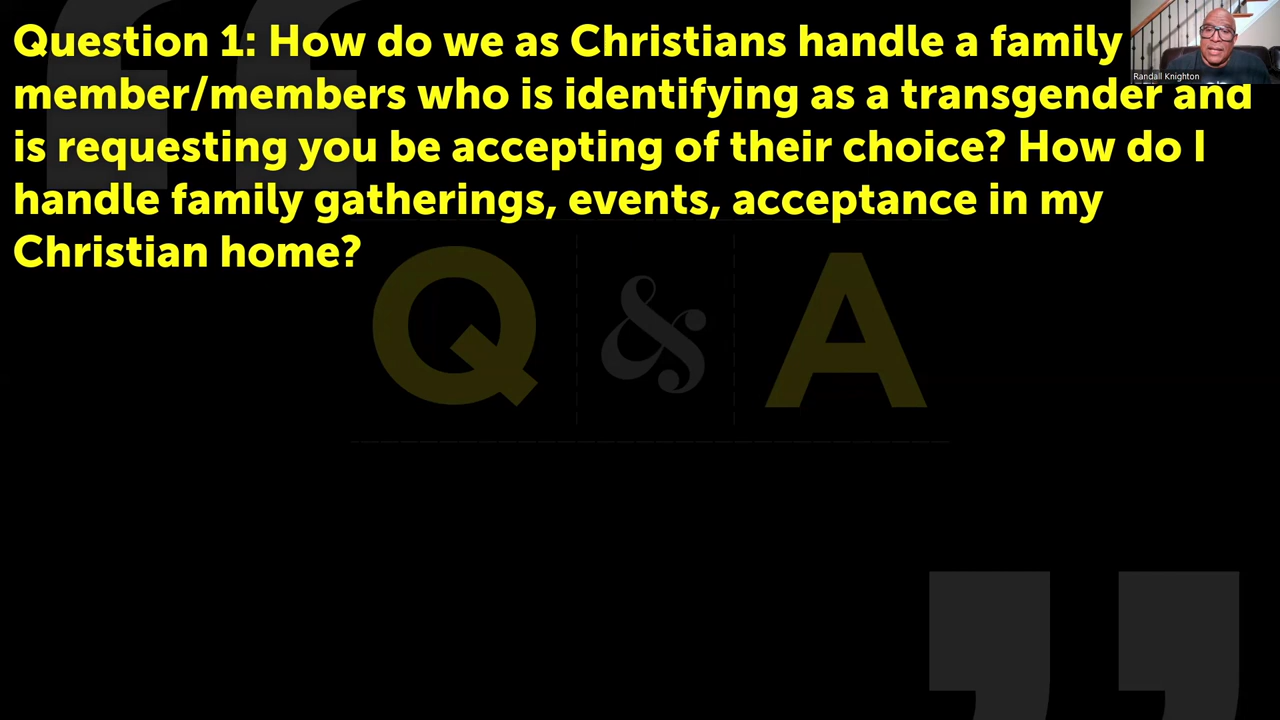 Question 1: How do we as Christians handle a family
member/members who is identifying as a transgender and
is requesting you be accepting of their choice? How do I
handle family gatherings, events, acceptance in my
Christian home?
Randall Knighton
Q & A